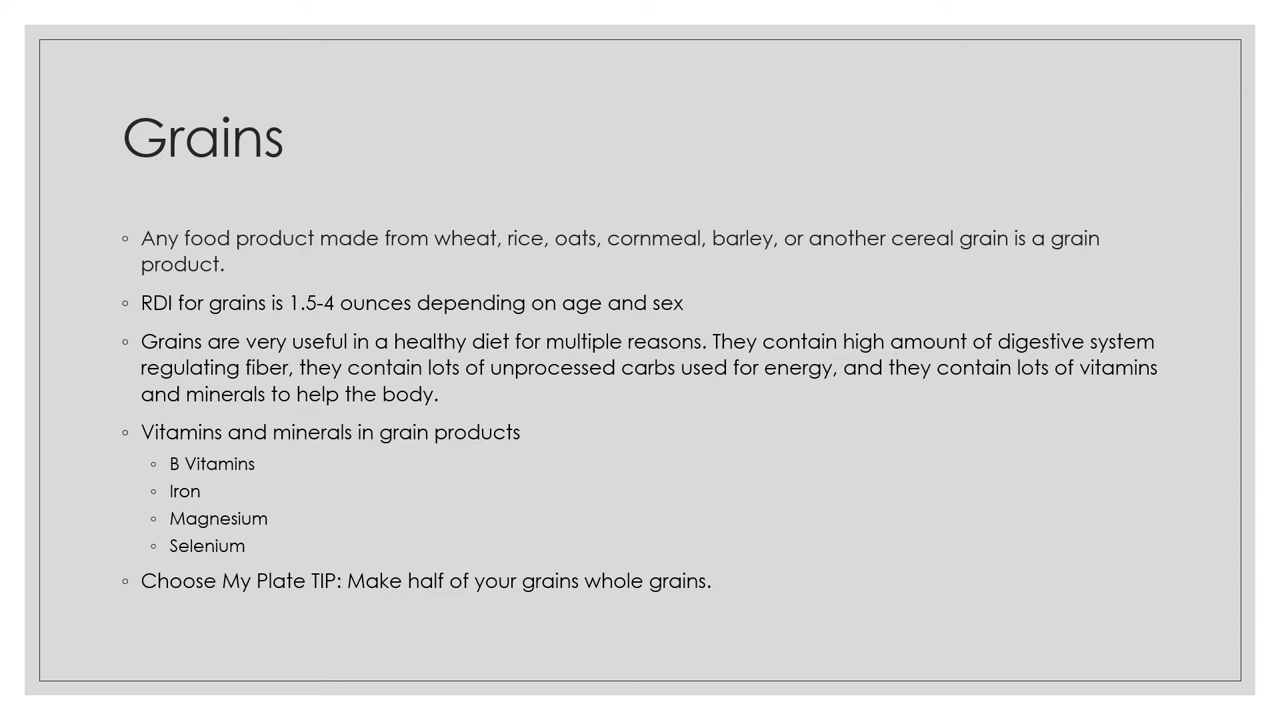 Grains
◦ Any food product made from wheat, rice, oats, cornmeal, barley, or another cereal grain is a grain
product.
◦ RDI for grains is 1.5-4 ounces depending on age and sex
◦ Grains are very useful in a healthy diet for multiple reasons. They contain high amount of digestive system
regulating fiber, they contain lots of unprocessed carbs used for energy, and they contain lots of vitamins
and minerals to help the body.
◦ Vitamins and minerals in grain products
◦ B Vitamins
◦ Iron
◦ Magnesium
◦ Selenium
◦ Choose My Plate TIP: Make half of your grains whole grains.